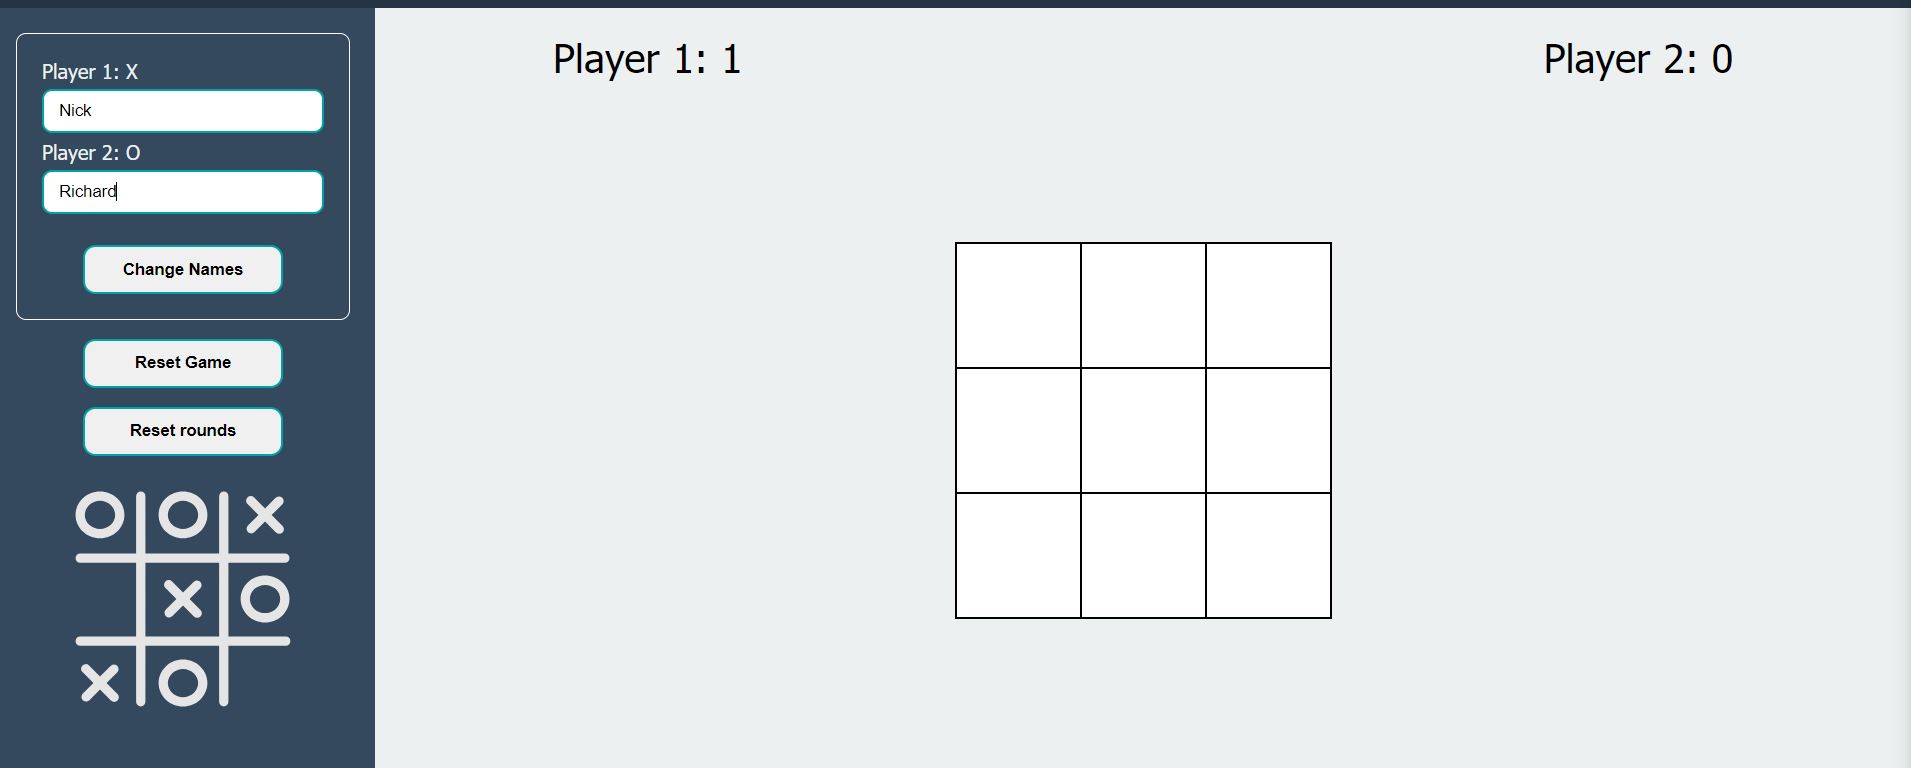 Player 1: X
Nick
Player 2: O
Richard
Change Names
Reset Game
Reset rounds
Player 1: 1
Player 2: 0